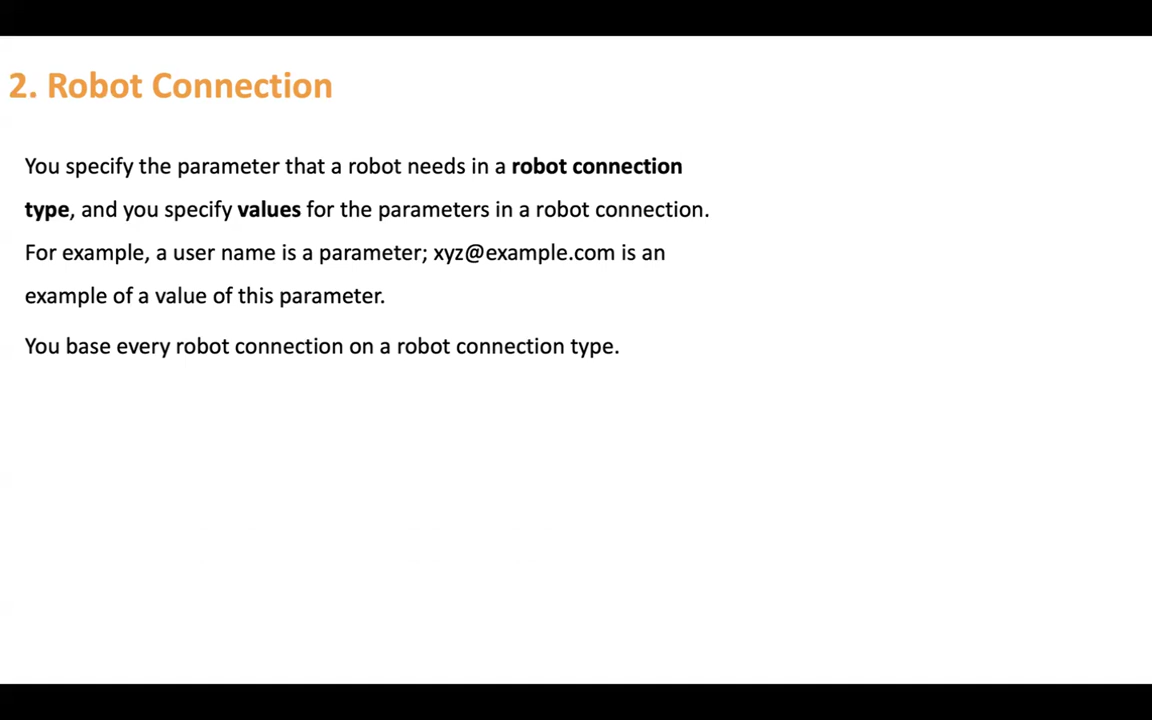 2. Robot Connection
You specify the parameter that a robot needs in a robot connection
type, and you specify values for the parameters in a robot connection.
For example, a user name is a parameter; xyz@example.com is an
example of a value of this parameter.
You base every robot connection on a robot connection type.